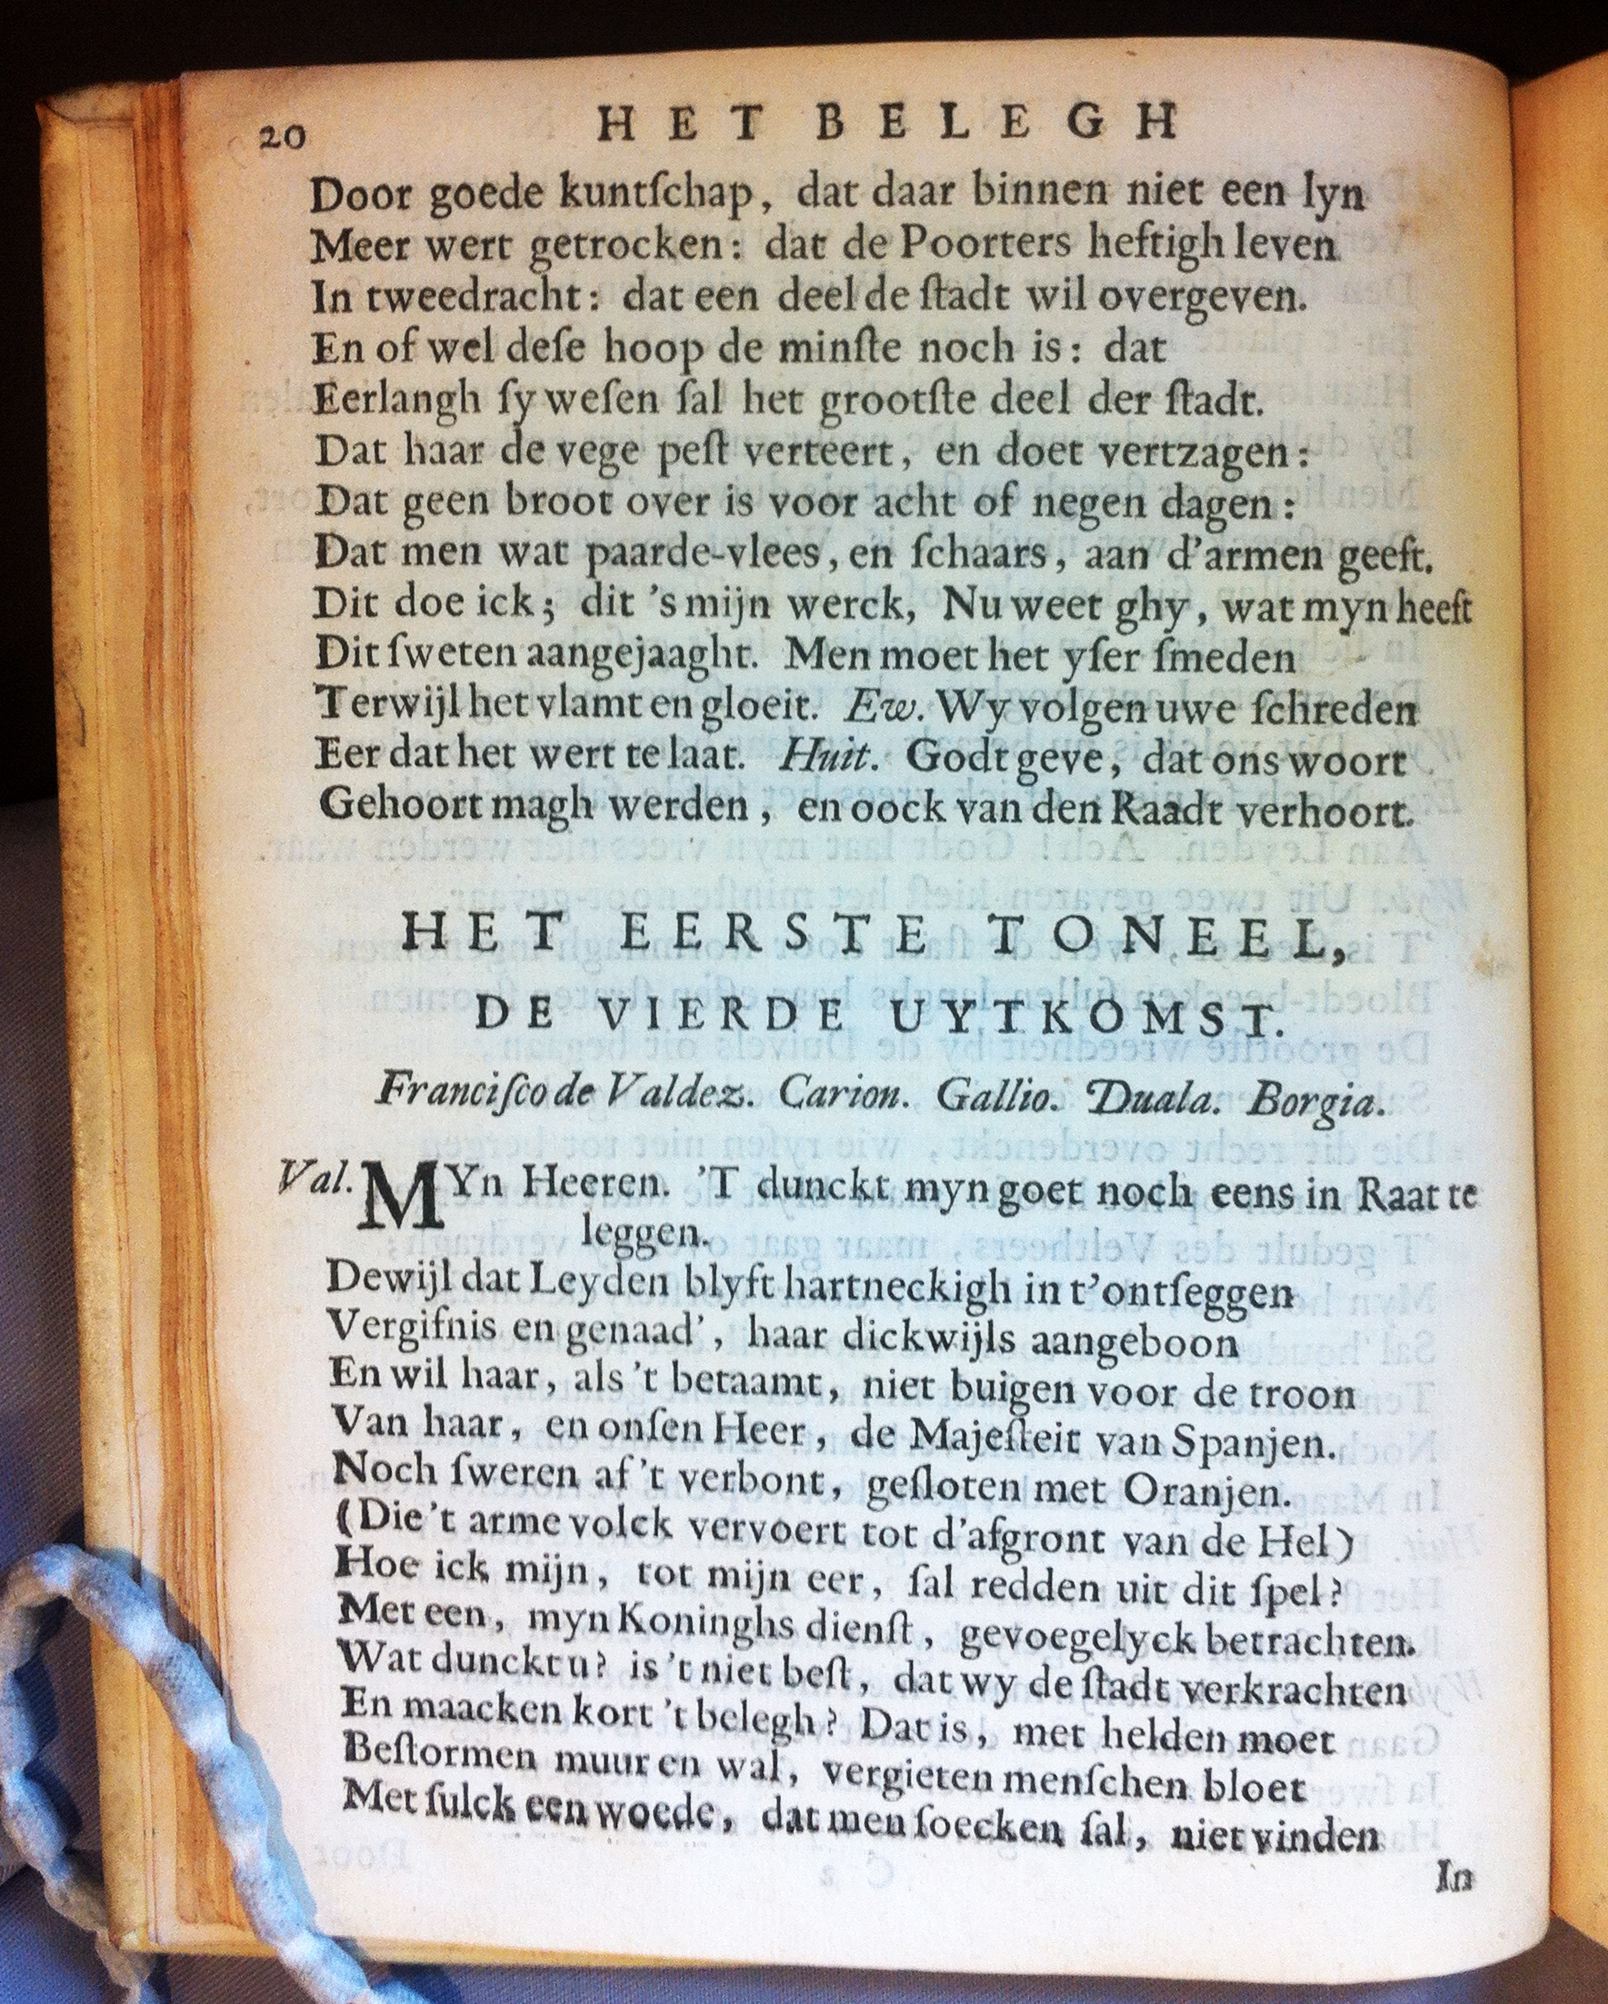 20 HET BELEGH
Door goede kuntſchap, dat daar binnen niet een lyn
Meer wert getrocken: dat de Poorters heftigh leven
In tweedracht: dat een deel de ſtadt wil overgeven.
En of wel deſe hoop de minſte noch is: dat
Eerlangh ſy weſen ſal het grootſte deel der ſtadt.
Dat haar de vege peſt verteert, en doet vertzagen:
Dat geen broot over is voor acht of negen dagen:
Dat men wat paarde-vlees, en ſchaars, aan d'armen geeft.
Dit doe ick; dit 's mijn werck, Nu weet ghy, wat myn heeft
Dit ſweten aangejaaght. Men moet het yſer ſmeden
Terwijl het vlamt en gloeit. Ew. Wy volgen uwe ſchreden
Eer dat het wert te laat. Huit. Godt geve, dat ons woort
Gehoort magh werden, en oock van den Raadt verhoort.
HET EERSTE TONEEL,
DE VIERDE UYTKOMST.
Franciſco de Valdez. Carion. Gallio. Duala. Borgia.
Val. MYn Heeren. 'T dunckt myn goet noch eens in Raat te
leggen.
Dewijl dat Leyden blyft hartneckigh in t'ontſeggen
Vergifnis en genaad', haar dickwijls aangeboon
En wil haar, als 't betaamt, niet buigen voor de troon
Van haar, en onſen Heer, de Majeſteit van Spanjen.
Noch ſweren af 't verbont, geſloten met Oranjen.
(Die 't arme volck vervoert tot d'afgront van de Hel)
Hoe ick mijn, tot mijn eer, ſal redden uit dit ſpel?
Met een, myn Koninghs dienſt, gevoegelyck betrachten.
Wat dunckt u? is 't niet beſt, dat wy de ſtadt verkrachten
En maacken kort 't belegh? Dat is, met helden moet
Beſtormen muur en wal, vergieten menſchen bloet
Met ſulck een woede, dat men ſoecken ſal, niet vinden
In